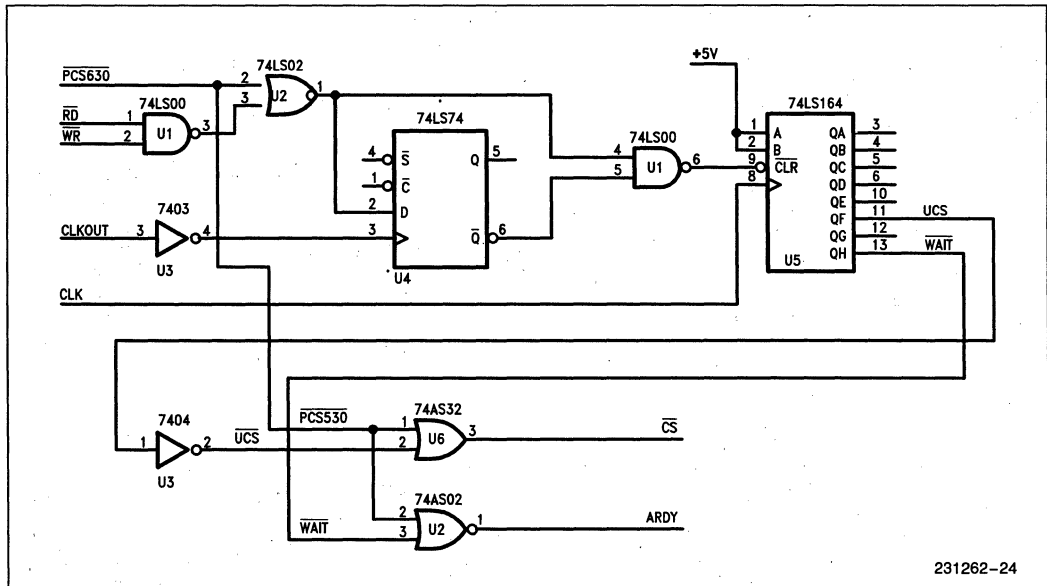 +5V
PCS630
74LS02
2
1
3
U2
RD
74LS00
1
3
WR
2
U1
74LS74
4
S
Q
5
1
C
2
D
3
Q
6
U4
CLKOUT
3
7403
4
U3
74LS00
4
5
6
U1
74LS164
1
A
QA
3
2
B
QB
4
9
CLR
QC
5
8
QD
6
QE
10
QF
11
UCS
QG
12
QH
13
WAIT
U5
CLK
7404
1
2
UCS
U3
PCS530
74AS32
1
2
U6
3
CS
74AS02
2
3
U2
1
ARDY
WAIT
231262-24